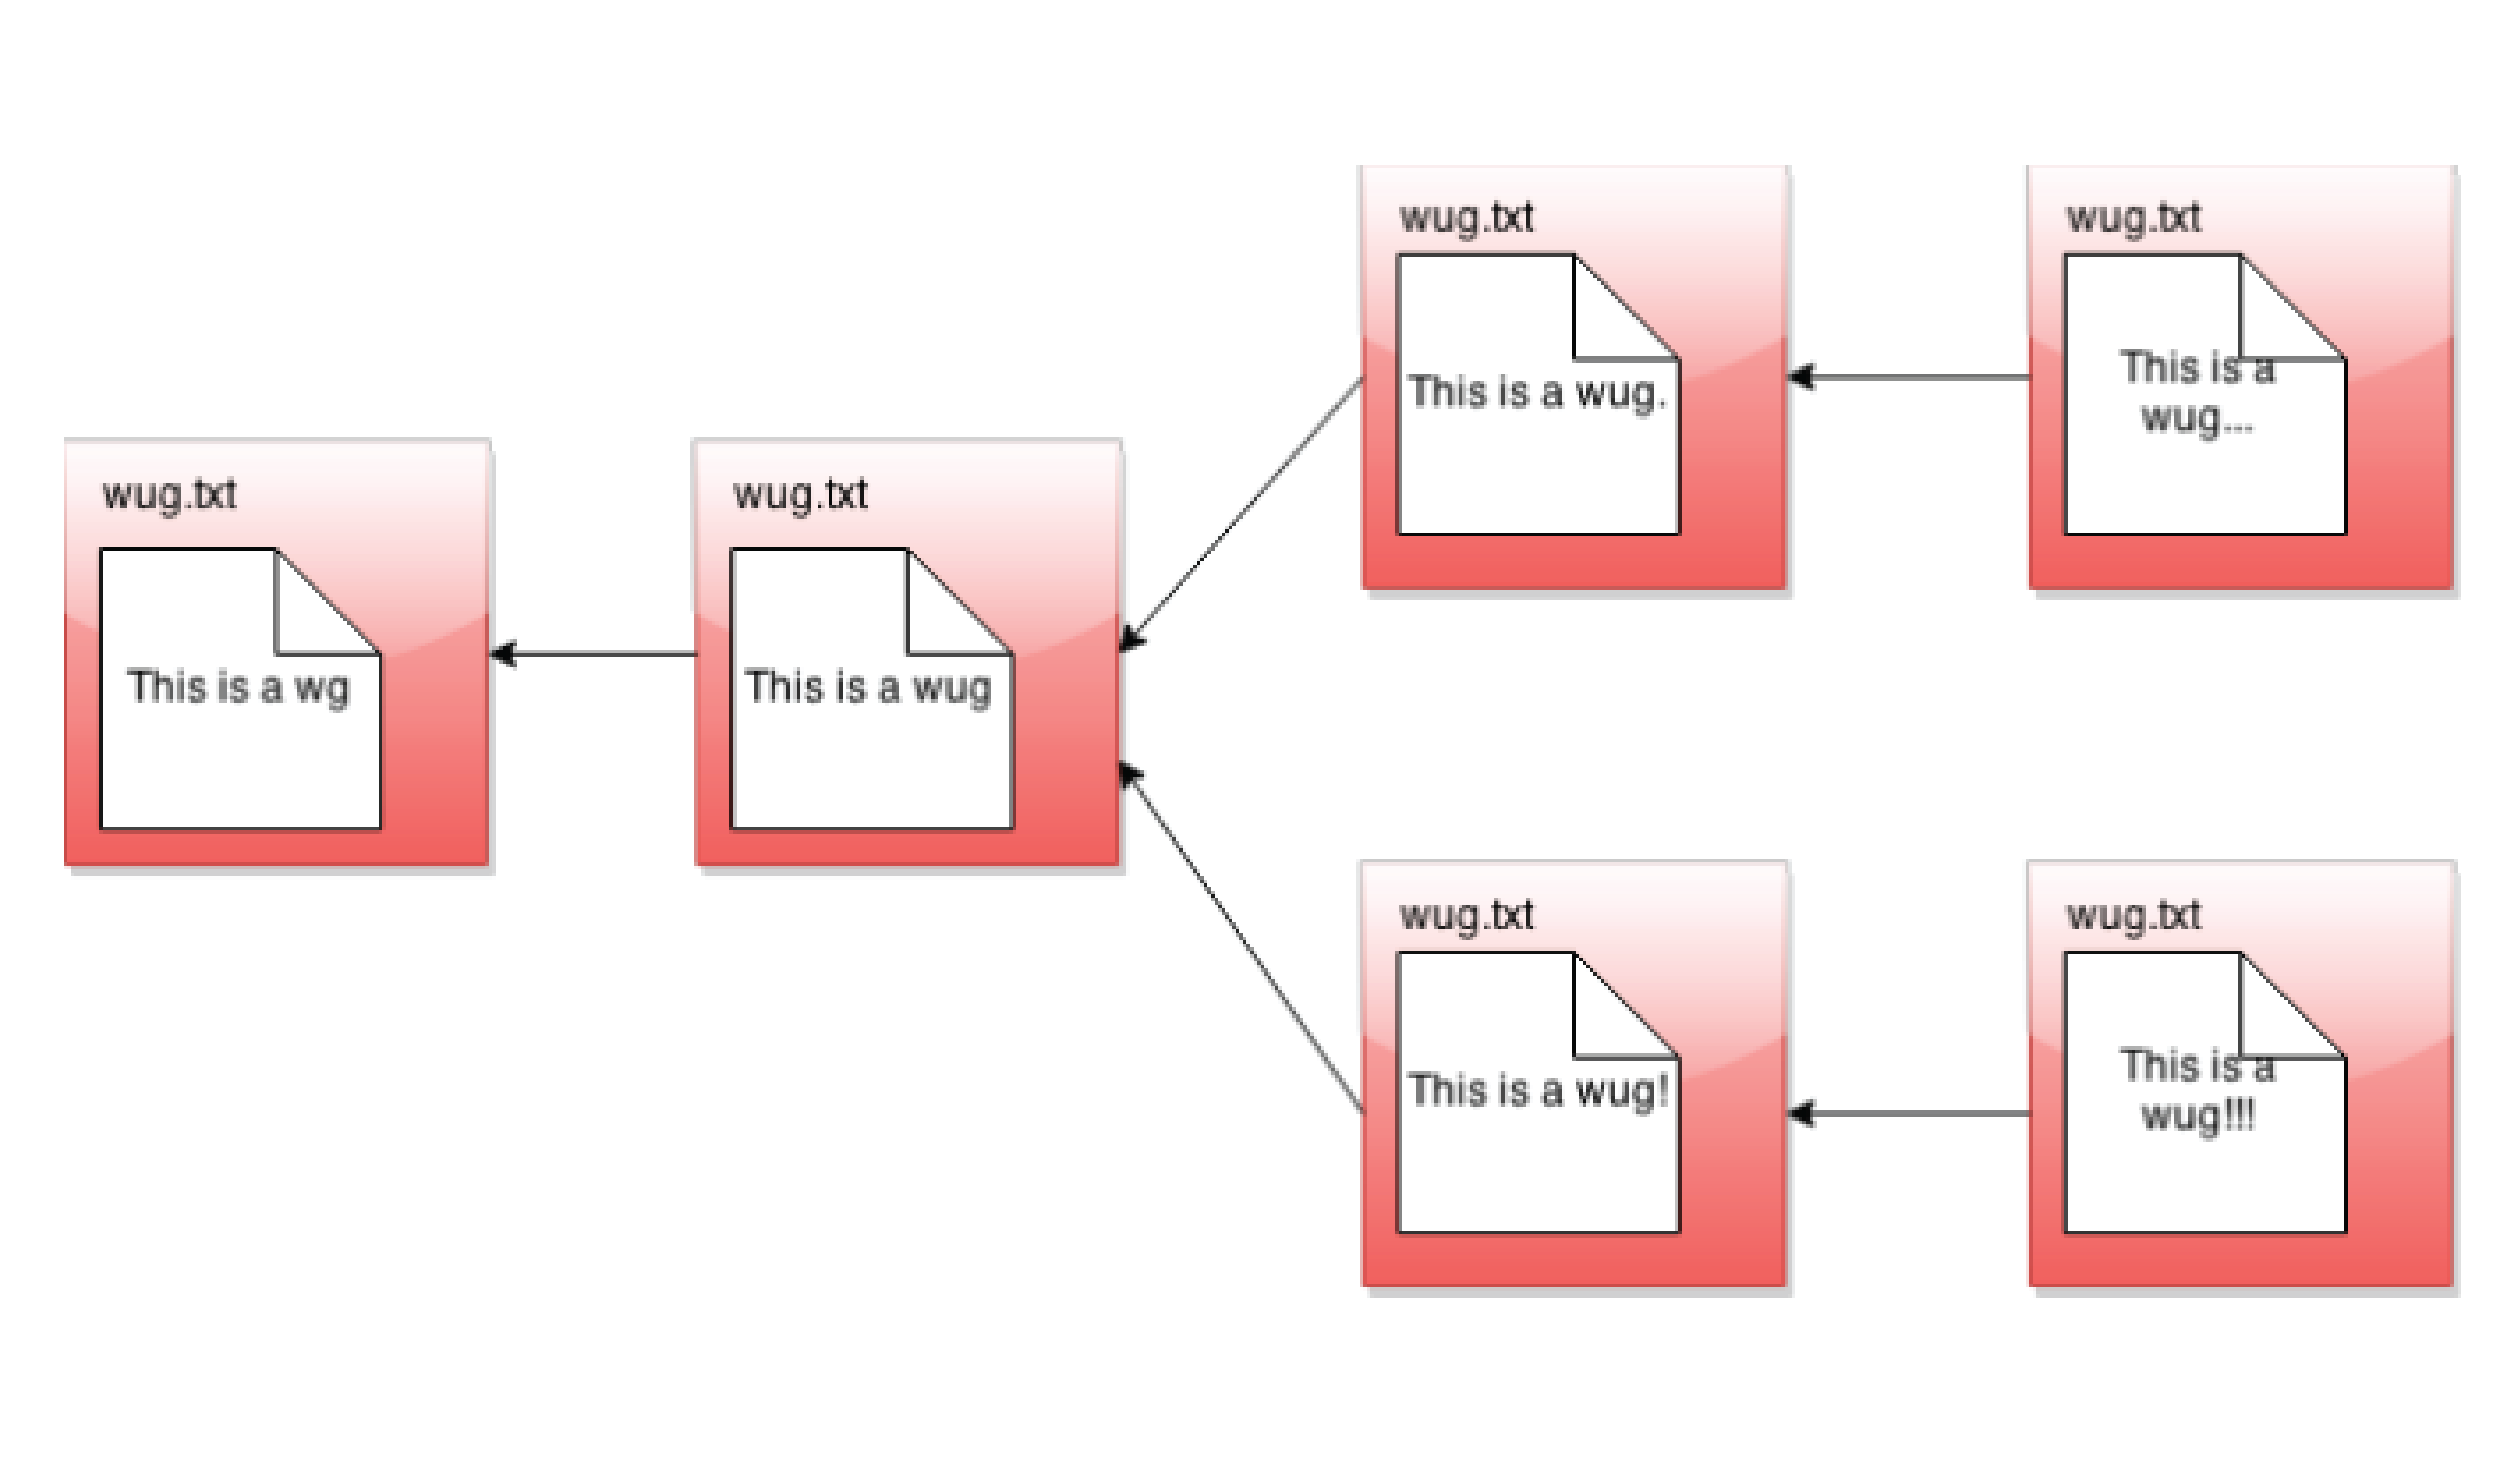 wug.txt
This is a wg
wug.txt
This is a wug
wug.txt
This is a wug.
wug.txt
This is a
wug...
wug.txt
This is a wug!
wug.txt
This is a
wug!!!